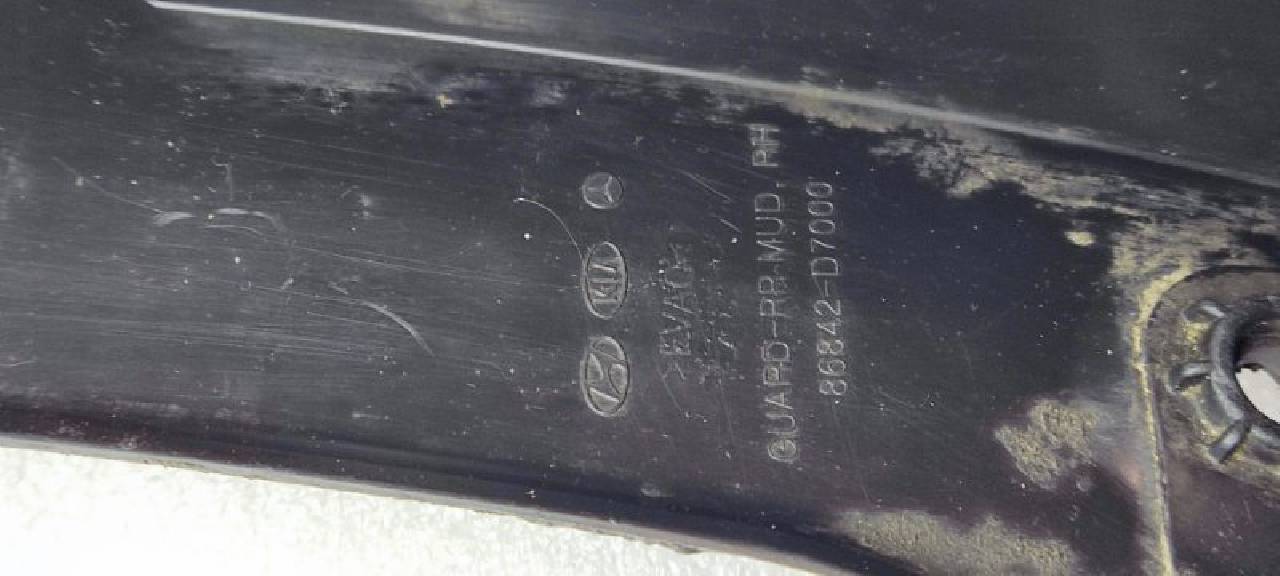 KIA
>EVAC<
GUARD-RR MUD, RH
86842-D7000